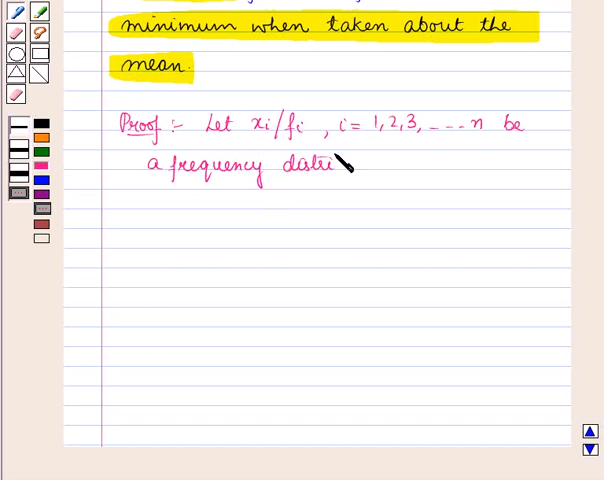 minimum when taken about the
mean.
Proof :- Let xi/fi , i = 1, 2, 3, ..... n be
a frequency distri